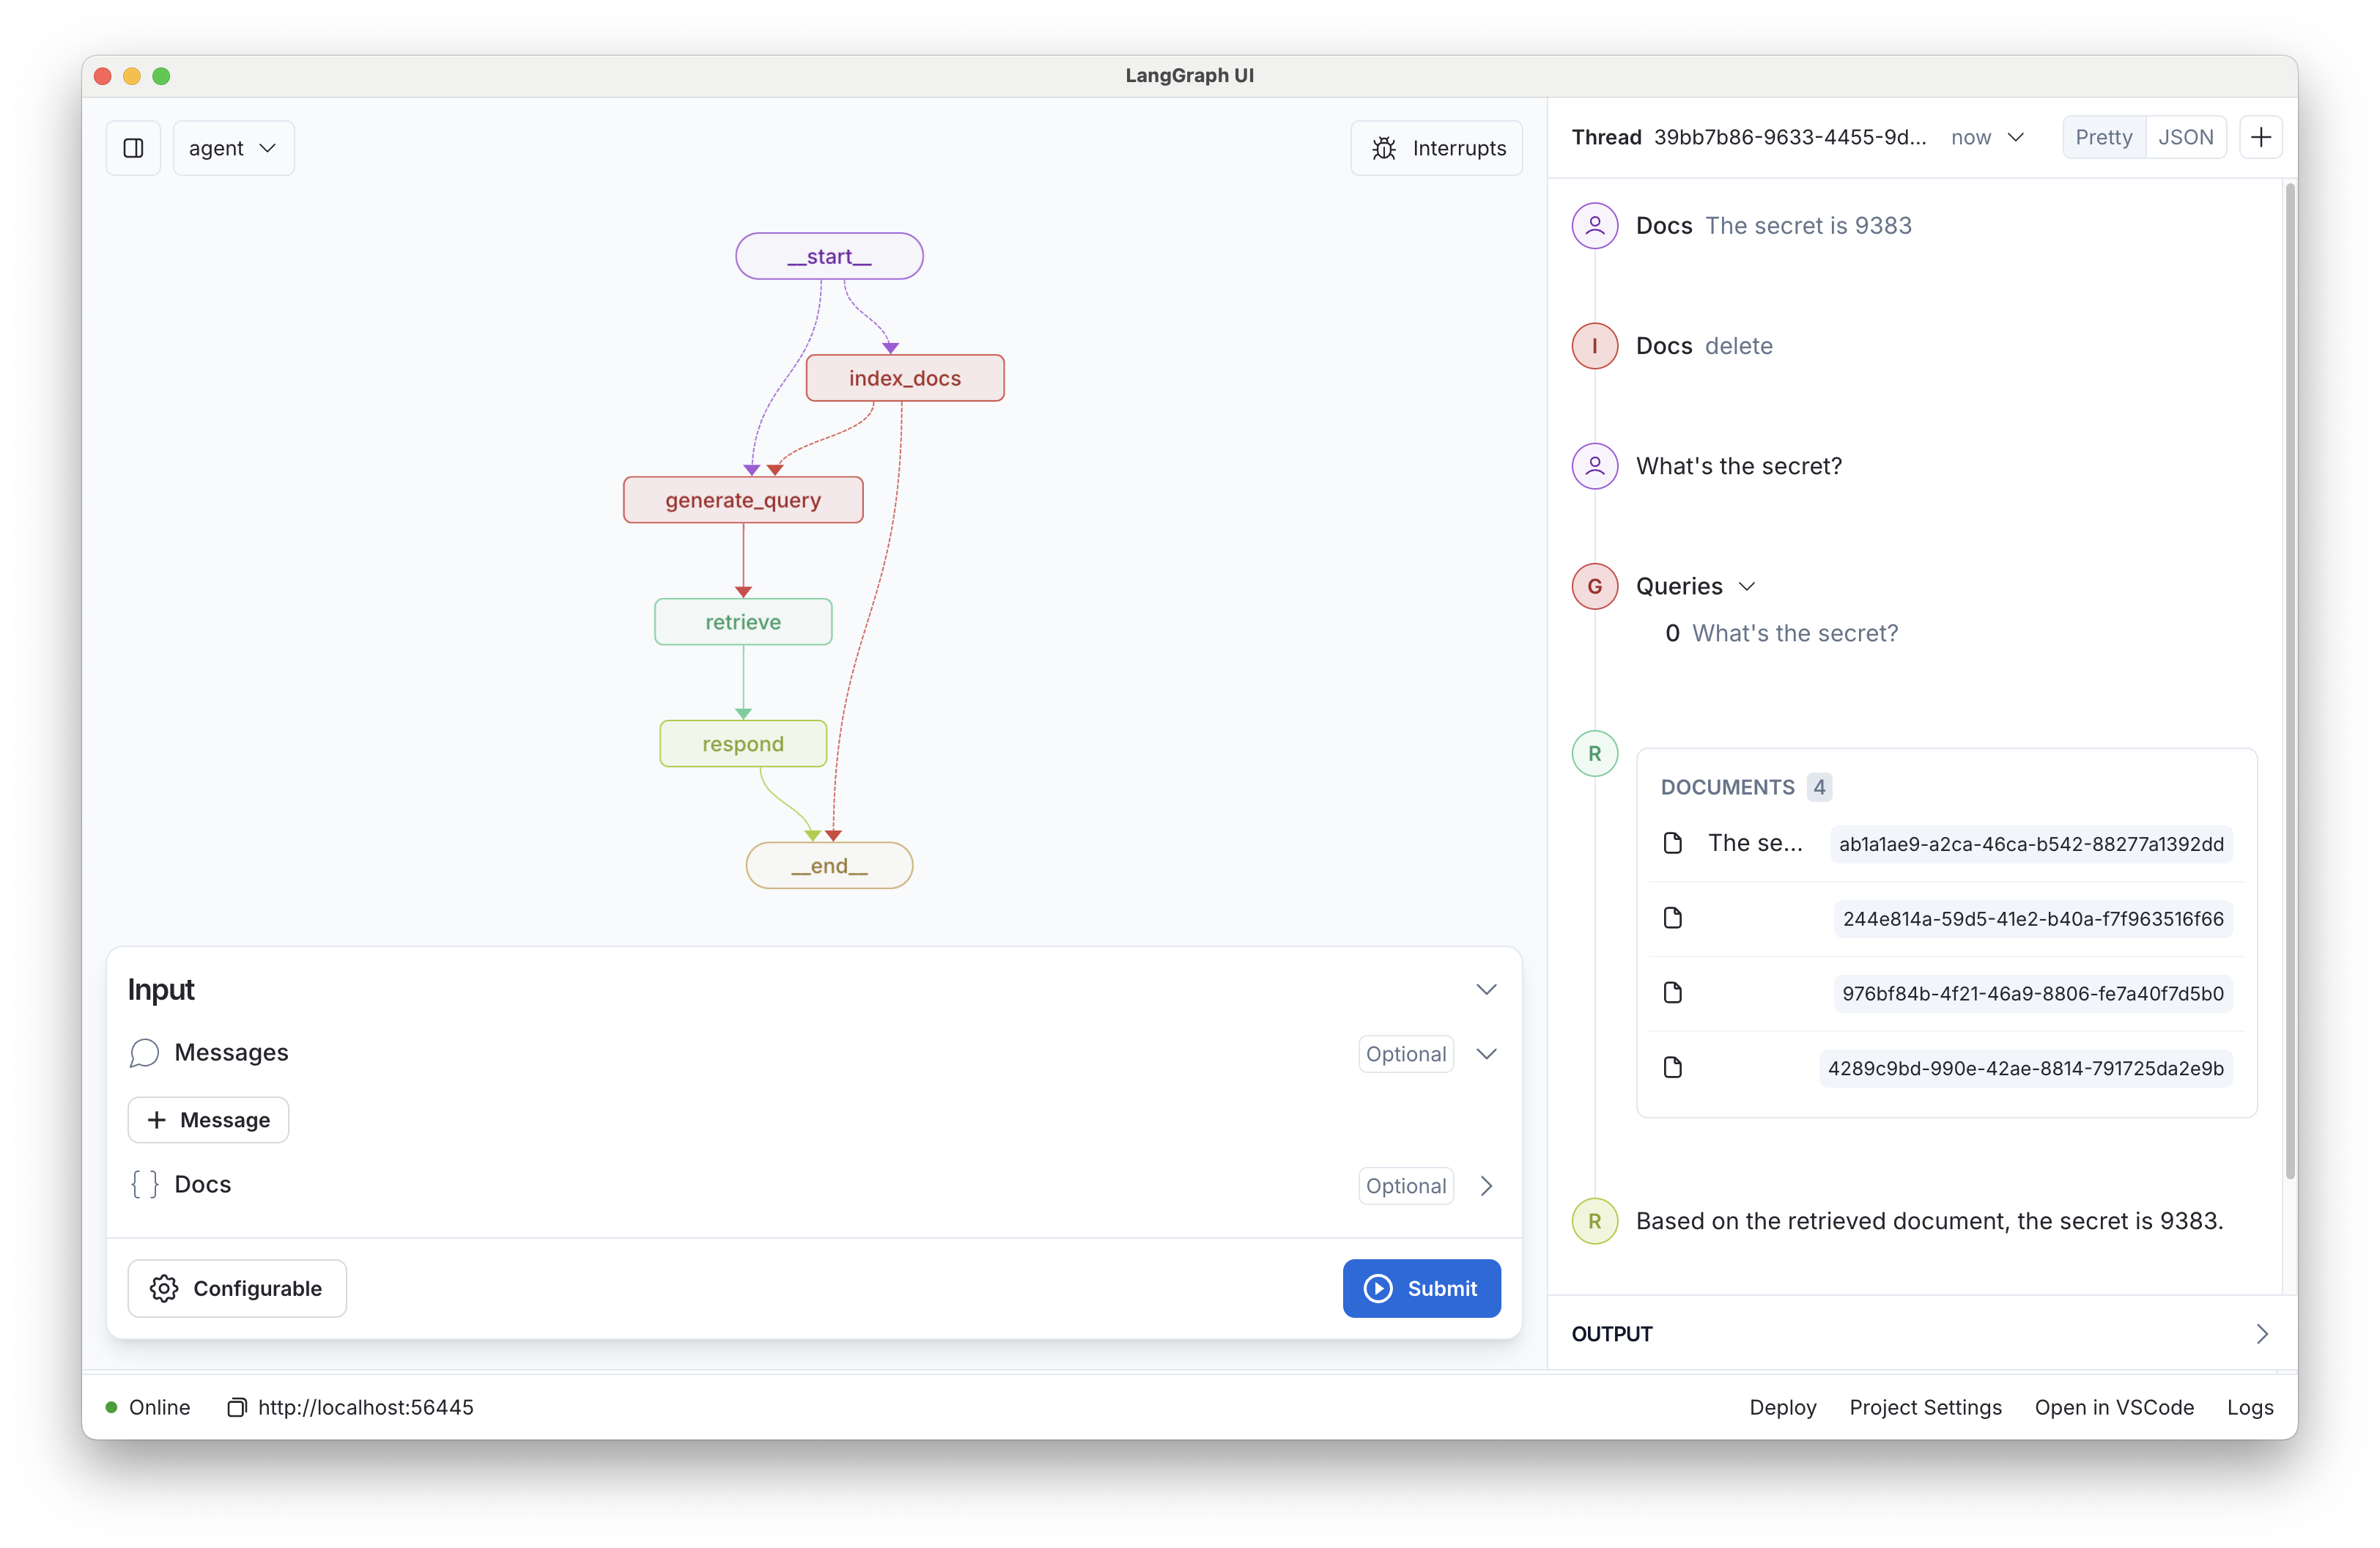 LangGraph UI
agent
Interrupts
__start__
index_docs
generate_query
retrieve
respond
__end__
Input
Messages
Optional
Message
Docs
Optional
Configurable
Submit
Thread 39bb7b86-9633-4455-9d... now
Pretty JSON
Docs The secret is 9383
I
Docs delete
What's the secret?
G
Queries
0 What's the secret?
R
DOCUMENTS 4
The se... ab1a1ae9-a2ca-46ca-b542-88277a1392dd
244e814a-59d5-41e2-b40a-f7f963516f66
976bf84b-4f21-46a9-8806-fe7a40f7d5b0
4289c9bd-990e-42ae-8814-791725da2e9b
R
Based on the retrieved document, the secret is 9383.
OUTPUT
Online http://localhost:56445
Deploy Project Settings Open in VSCode Logs